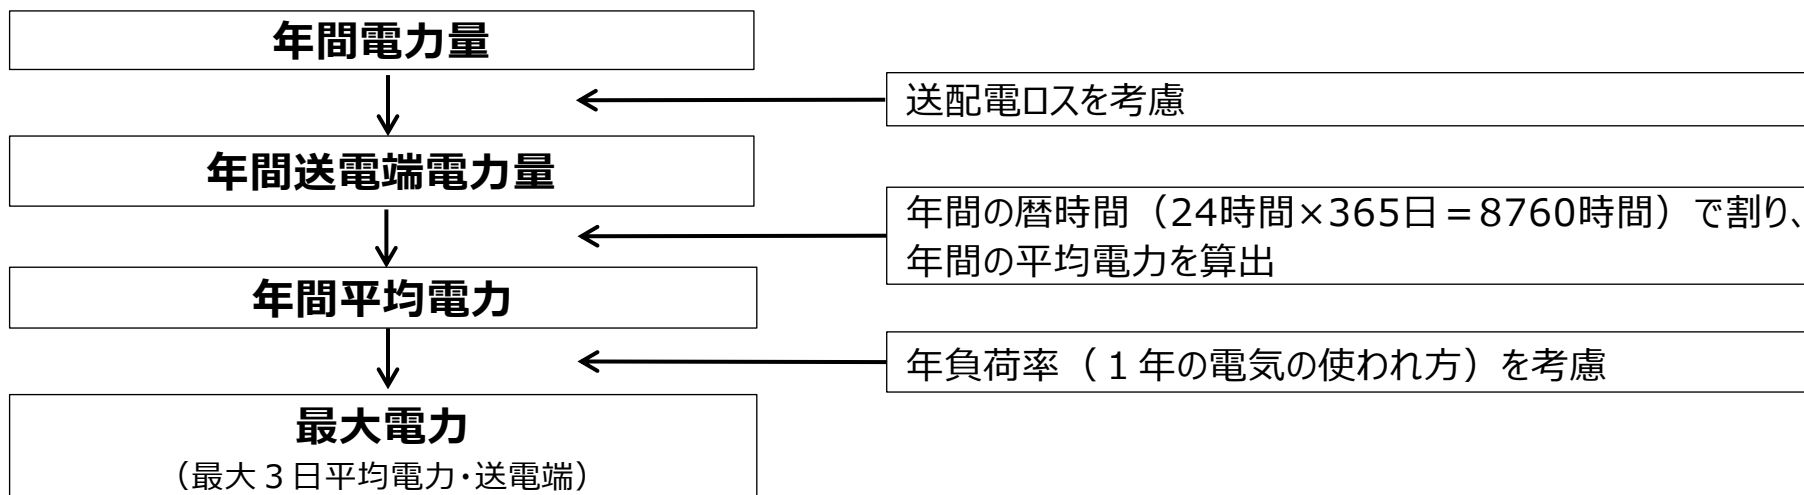 年間電力量
送配電ロスを考慮
年間送電端電力量
年間の暦時間（24時間×365日＝8760時間）で割り、
年間の平均電力を算出
年間平均電力
年負荷率（１年の電気の使われ方）を考慮
最大電力
（最大３日平均電力・送電端）